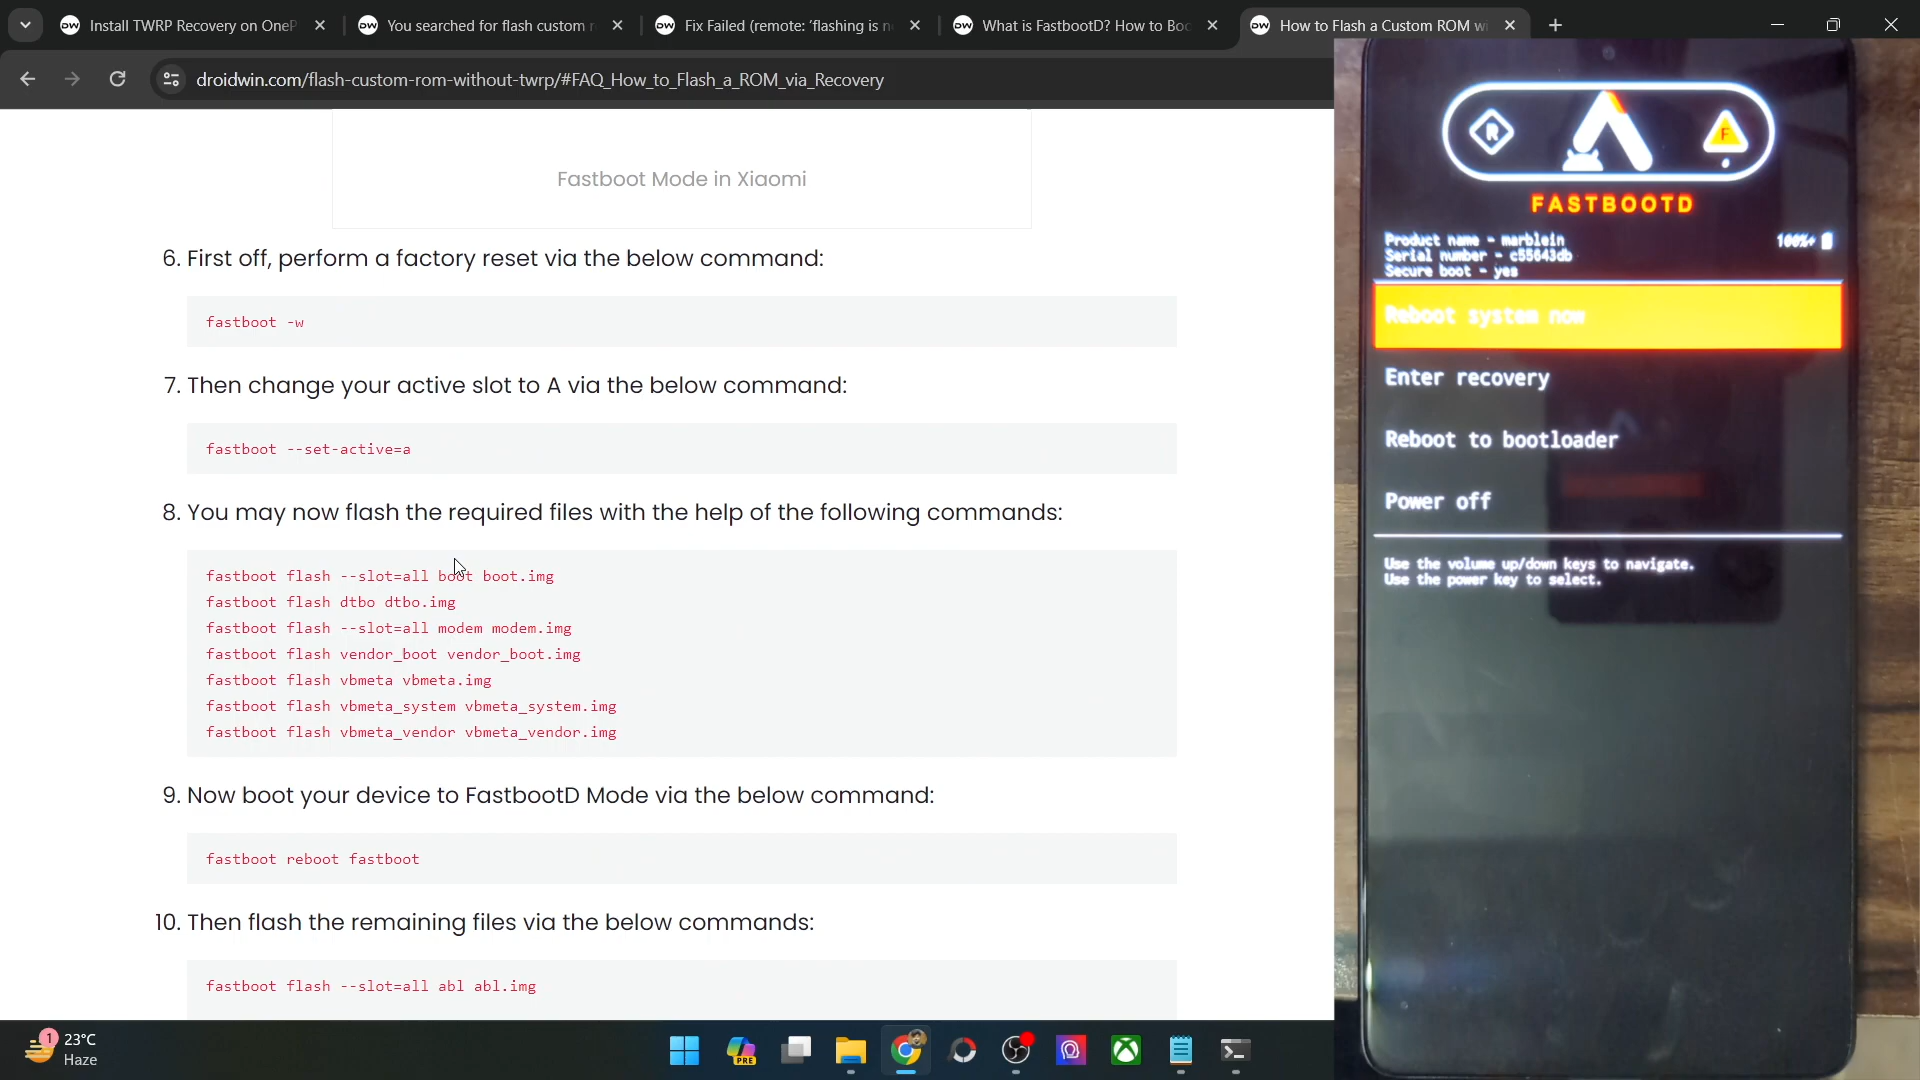 Install TWRP Recovery on OneP
You searched for flash custom r
Fix Failed (remote: 'flashing is n
What is FastbootD? How to Boo
How to Flash a Custom ROM wi
droidwin.com/flash-custom-rom-without-twrp/#FAQ_How_to_Flash_a_ROM_via_Recovery
Fastboot Mode in Xiaomi
6. First off, perform a factory reset via the below command:
fastboot -w
7. Then change your active slot to A via the below command:
fastboot --set-active=a
8. You may now flash the required files with the help of the following commands:
fastboot flash --slot=all boot boot.img
fastboot flash dtbo dtbo.img
fastboot flash --slot=all modem modem.img
fastboot flash vendor_boot vendor_boot.img
fastboot flash vbmeta vbmeta.img
fastboot flash vbmeta_system vbmeta_system.img
fastboot flash vbmeta_vendor vbmeta_vendor.img
9. Now boot your device to FastbootD Mode via the below command:
fastboot reboot fastboot
10. Then flash the remaining files via the below commands:
fastboot flash --slot=all abl abl.img
R
F
FASTBOOTD
Product name - marblein
100%+
Serial number - c55643db
Secure boot - yes
Reboot system now
Enter recovery
Reboot to bootloader
Power off
Use the volume up/down keys to navigate.
Use the power key to select.
1
23°C
Haze
PRE